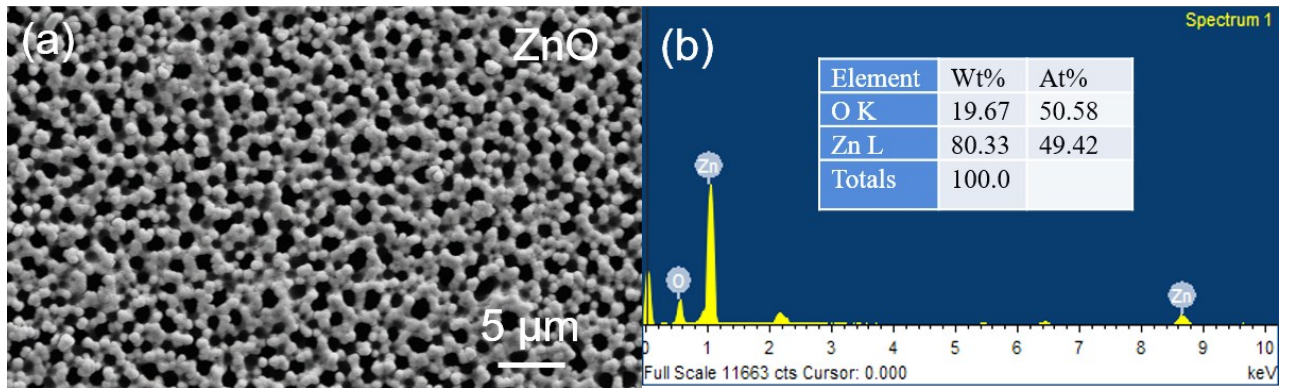 (a)
ZnO
5 μm
(b)
Spectrum 1
Element Wt% At%
O K 19.67 50.58
Zn L 80.33 49.42
Totals 100.0
Zn
O
Zn
0 1 2 3 4 5 6 7 8 9 10
Full Scale 11663 cts Cursor: 0.000 keV